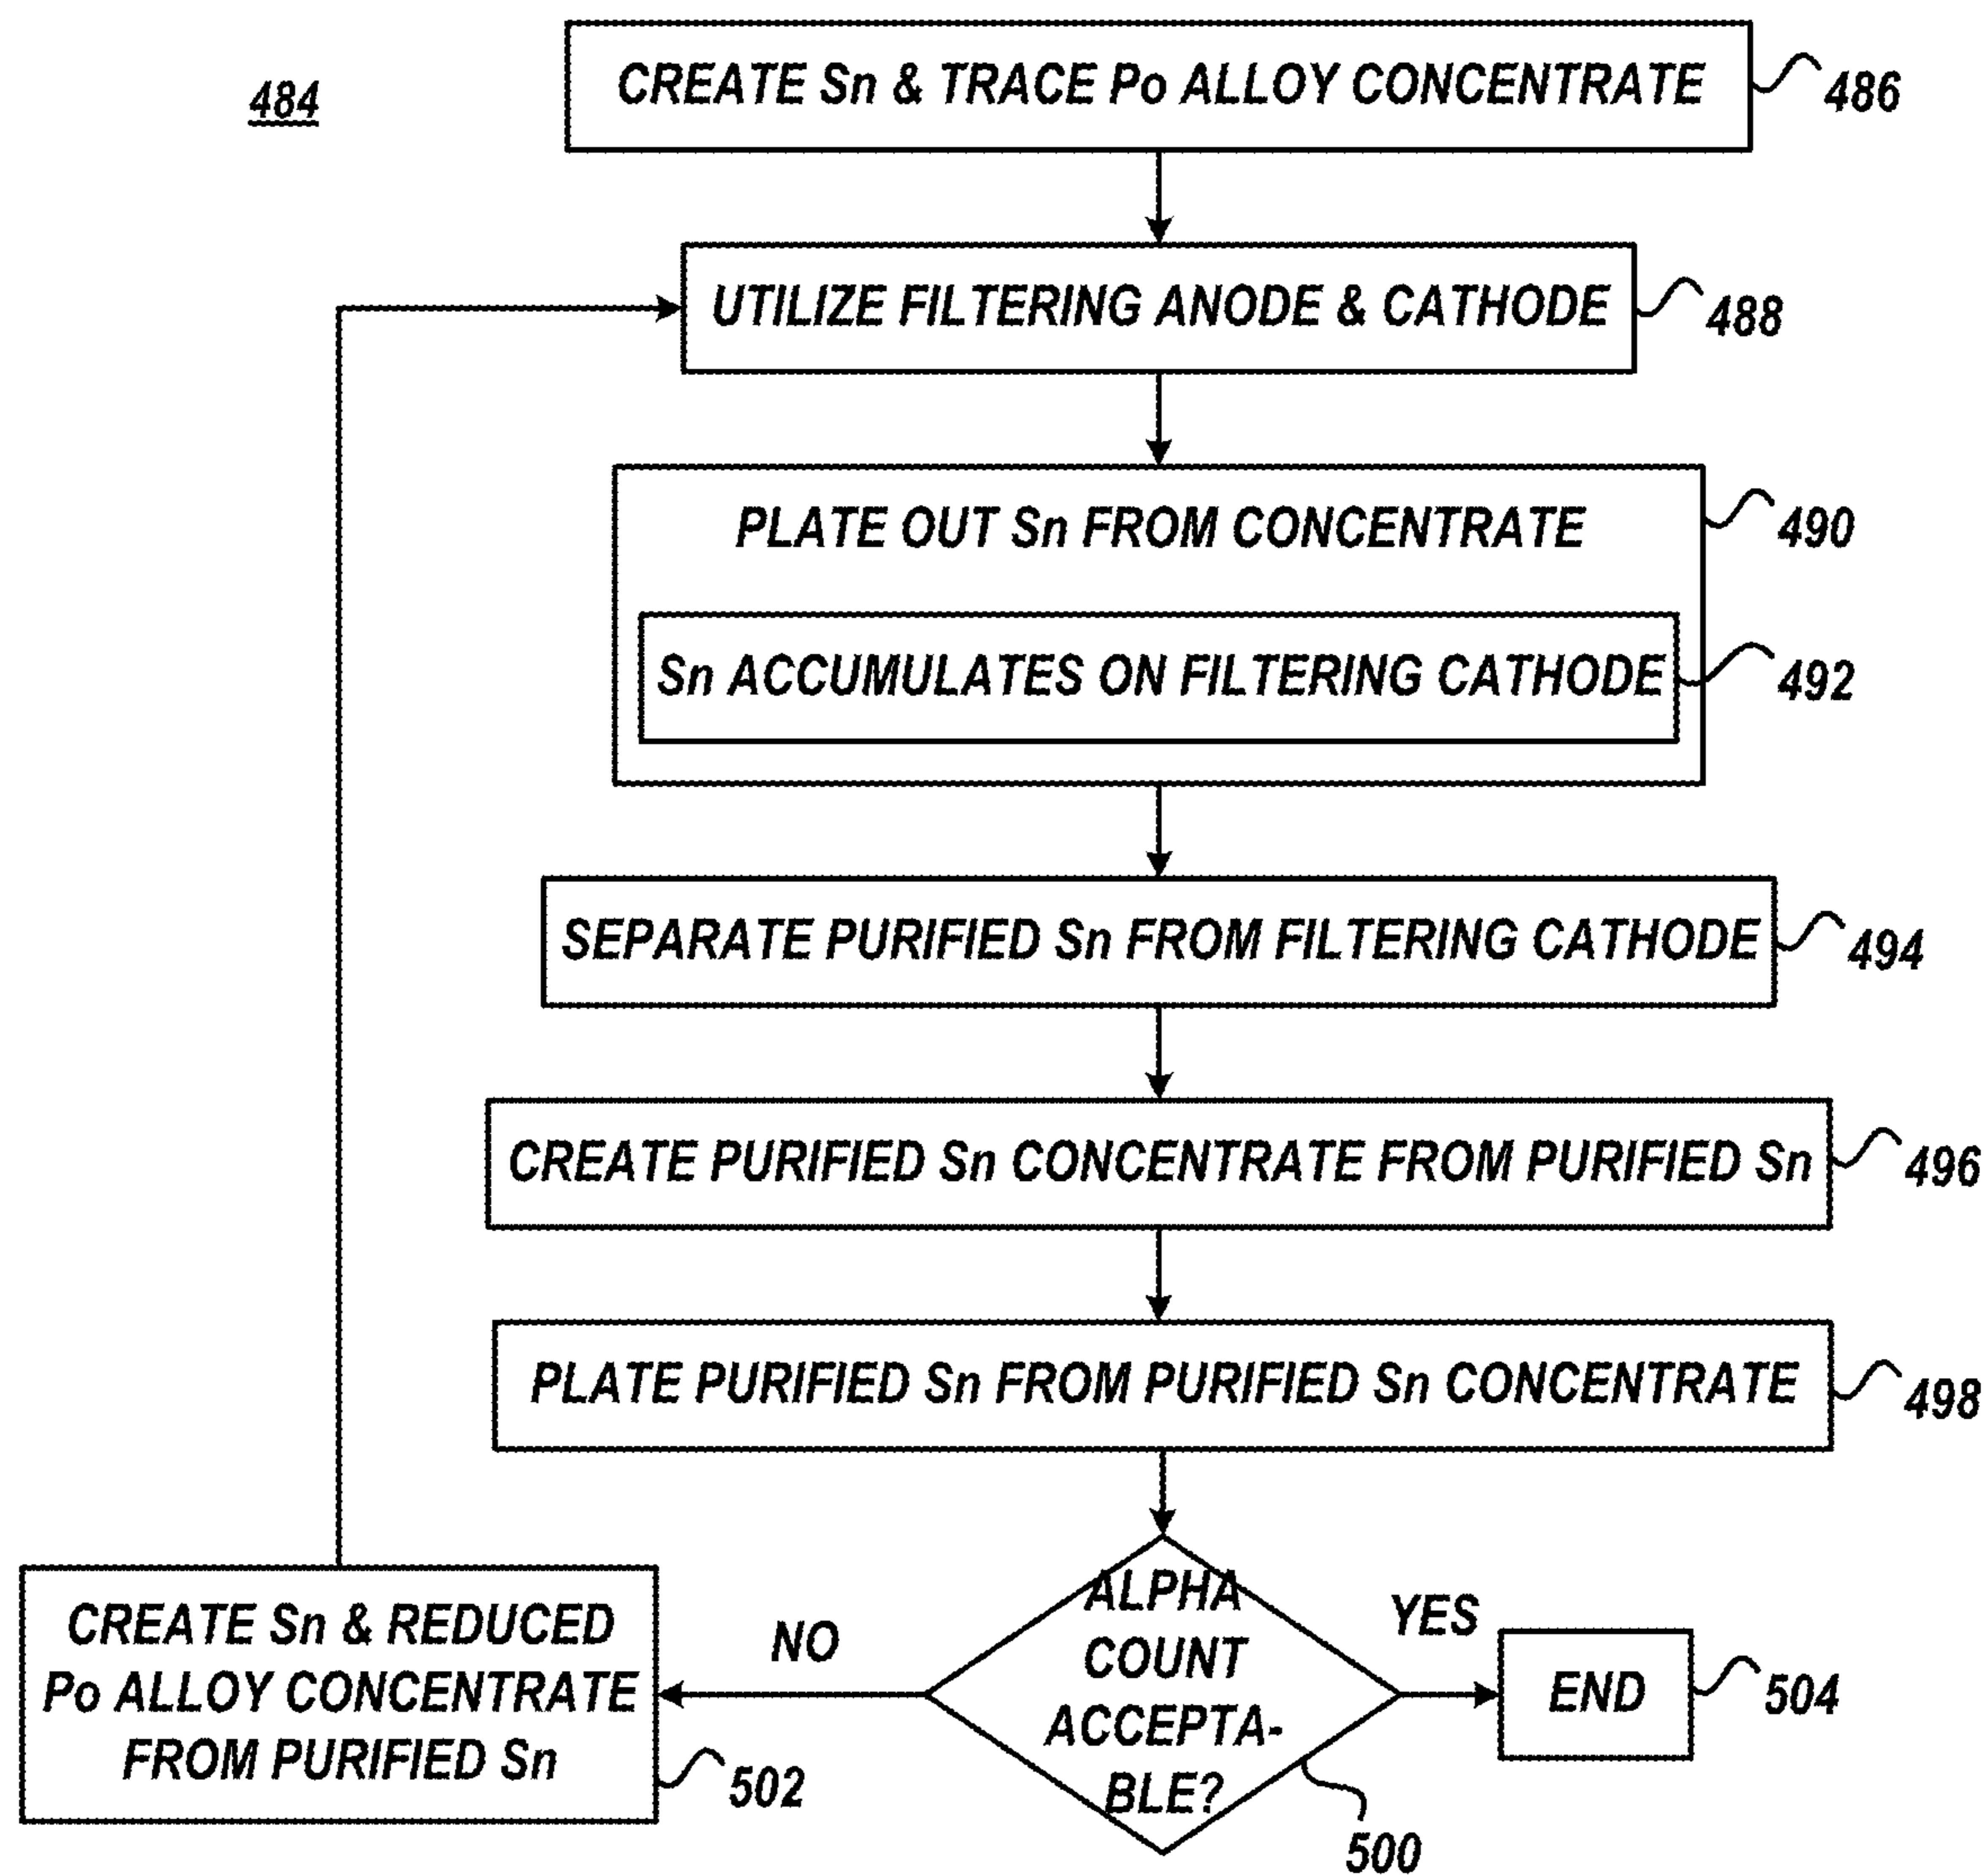 484
CREATE Sn & TRACE Po ALLOY CONCENTRATE
486
UTILIZE FILTERING ANODE & CATHODE
488
PLATE OUT Sn FROM CONCENTRATE
490
Sn ACCUMULATES ON FILTERING CATHODE
492
SEPARATE PURIFIED Sn FROM FILTERING CATHODE
494
CREATE PURIFIED Sn CONCENTRATE FROM PURIFIED Sn
496
PLATE PURIFIED Sn FROM PURIFIED Sn CONCENTRATE
498
ALPHA
COUNT
ACCEPTA-
BLE?
500
NO
CREATE Sn & REDUCED
Po ALLOY CONCENTRATE
FROM PURIFIED Sn
502
YES
END
504